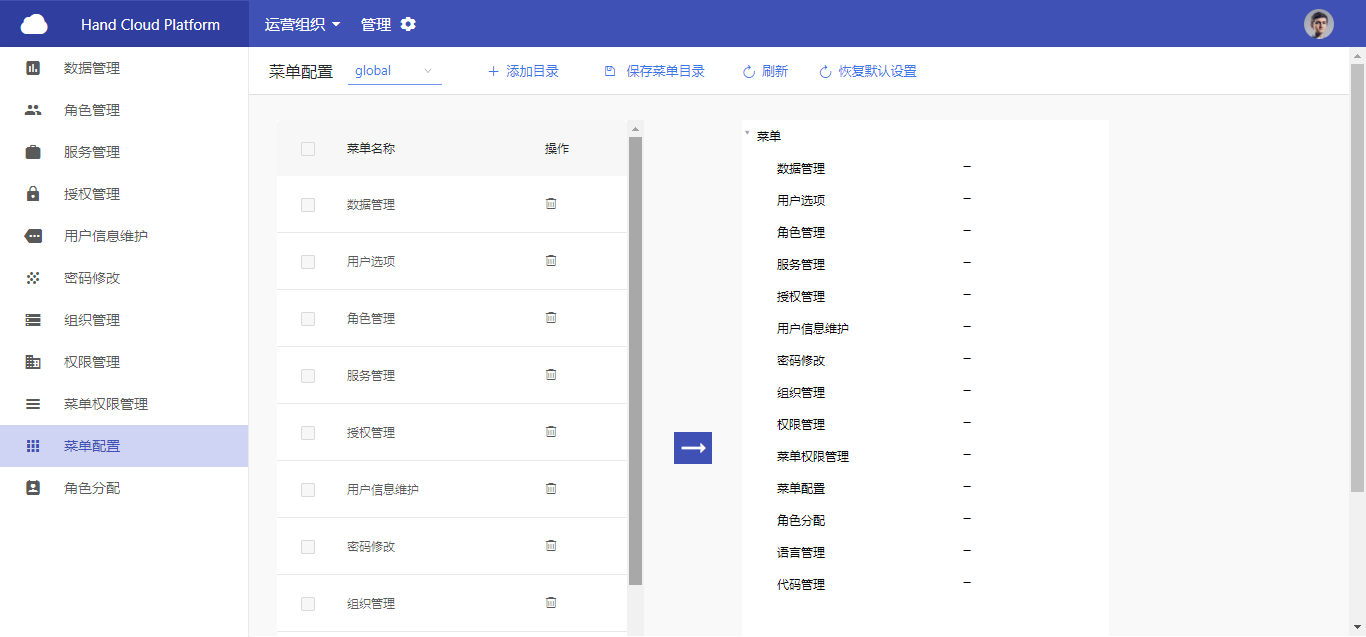 Hand Cloud Platform
运营组织
管理
数据管理
角色管理
服务管理
授权管理
用户信息维护
密码修改
组织管理
权限管理
菜单权限管理
菜单配置
角色分配
菜单配置
global
添加目录
保存菜单目录
刷新
恢复默认设置
菜单名称
操作
数据管理
用户选项
角色管理
服务管理
授权管理
用户信息维护
密码修改
组织管理
菜单
数据管理
用户选项
角色管理
服务管理
授权管理
用户信息维护
密码修改
组织管理
权限管理
菜单权限管理
菜单配置
角色分配
语言管理
代码管理